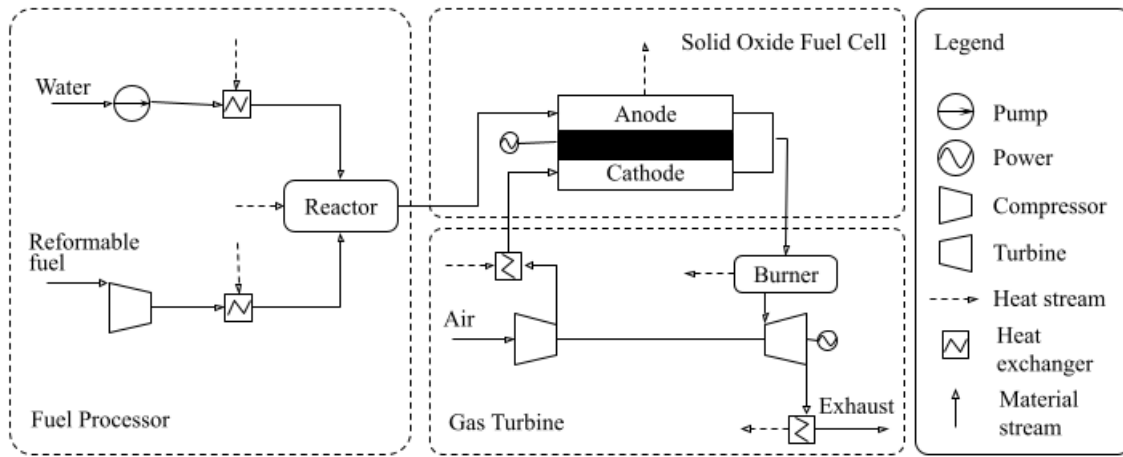 Water
Reformable
fuel
Reactor
Fuel Processor
Solid Oxide Fuel Cell
Anode
Cathode
Burner
Air
Exhaust
Gas Turbine
Legend
Pump
Power
Compressor
Turbine
Heat stream
Heat
exchanger
Material
stream